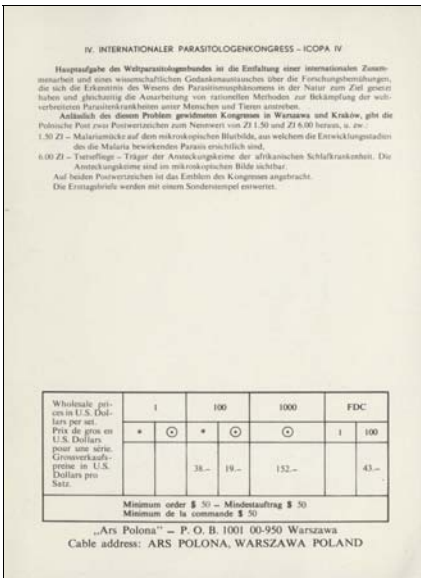 IV. INTERNATIONALER PARASITOLOGENKONGRESS – ICOPA IV
Hauptaufgabe des Weltparasitologenbundes ist die Entfaltung einer internationalen Zusam-
menarbeit und eines wissenschaftlichen Gedankenaustausches über die Forschungsbemühungen,
die sich die Erkenntnis des Wesens des Parasitismusphänomens in der Natur zum Ziel gesetzt
haben und gleichzeitig die Ausarbeitung von rationellen Methoden zur Bekämpfung der weit-
verbreiteten Parasitenkrankheiten unter Menschen und Tieren anstreben.
Anlässlich des diesem Problem gewidmeten Kongresses in Warszawa und Kraków, gibt die
Polnische Post zwei Postwertzeichen zum Nennwert von Zl 1.50 und Zl 6.00 heraus, u. zw.:
1.50 Zl – Malariamücke auf dem mikroskopischen Blutbilde, aus welchem die Entwicklungsstadien
des die Malaria bewirkenden Parasis ersichtlich sind,
6.00 Zl – Tsetsefliege – Träger der Ansteckungskeime der afrikanischen Schlafkrankenheit. Die
Ansteckungskeime sind im mikroskopischen Bilde sichtbar.
Auf beiden Postwertzeichen ist das Emblem des Kongresses angebracht.
Die Ersttagsbriefe werden mit einem Sonderstempel entwertet.
Wholesale pri-
ces in U.S. Dol-
lars per set.
Prix de gros en
U.S. Dollars
pour une série.
Grossverkaufs-
preise in U.S.
Dollars pro
Satz.
1 100 1000 FDC
* ⊙ * ⊙ ⊙ 1 100
38.– 19.– 152.– 43.–
Minimum order $ 50 – Mindestauftrag $ 50
Minimum de la commande $ 50
„Ars Polona” – P. O. B. 1001 00-950 Warszawa
Cable address: ARS POLONA, WARSZAWA POLAND